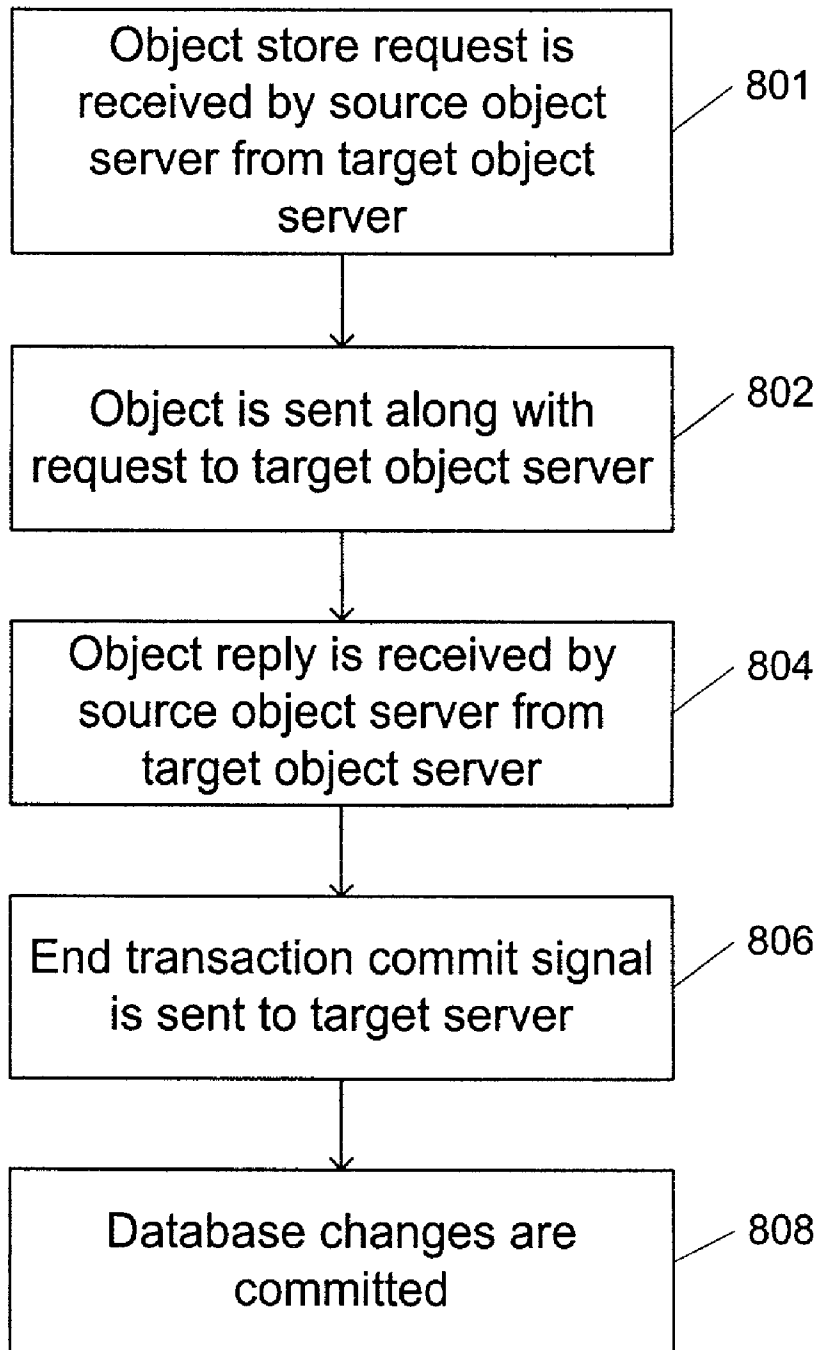 Object store request is
received by source object
server from target object
server
801
Object is sent along with
request to target object server
802
Object reply is received by
source object server from
target object server
804
End transaction commit signal
is sent to target server
806
Database changes are
committed
808